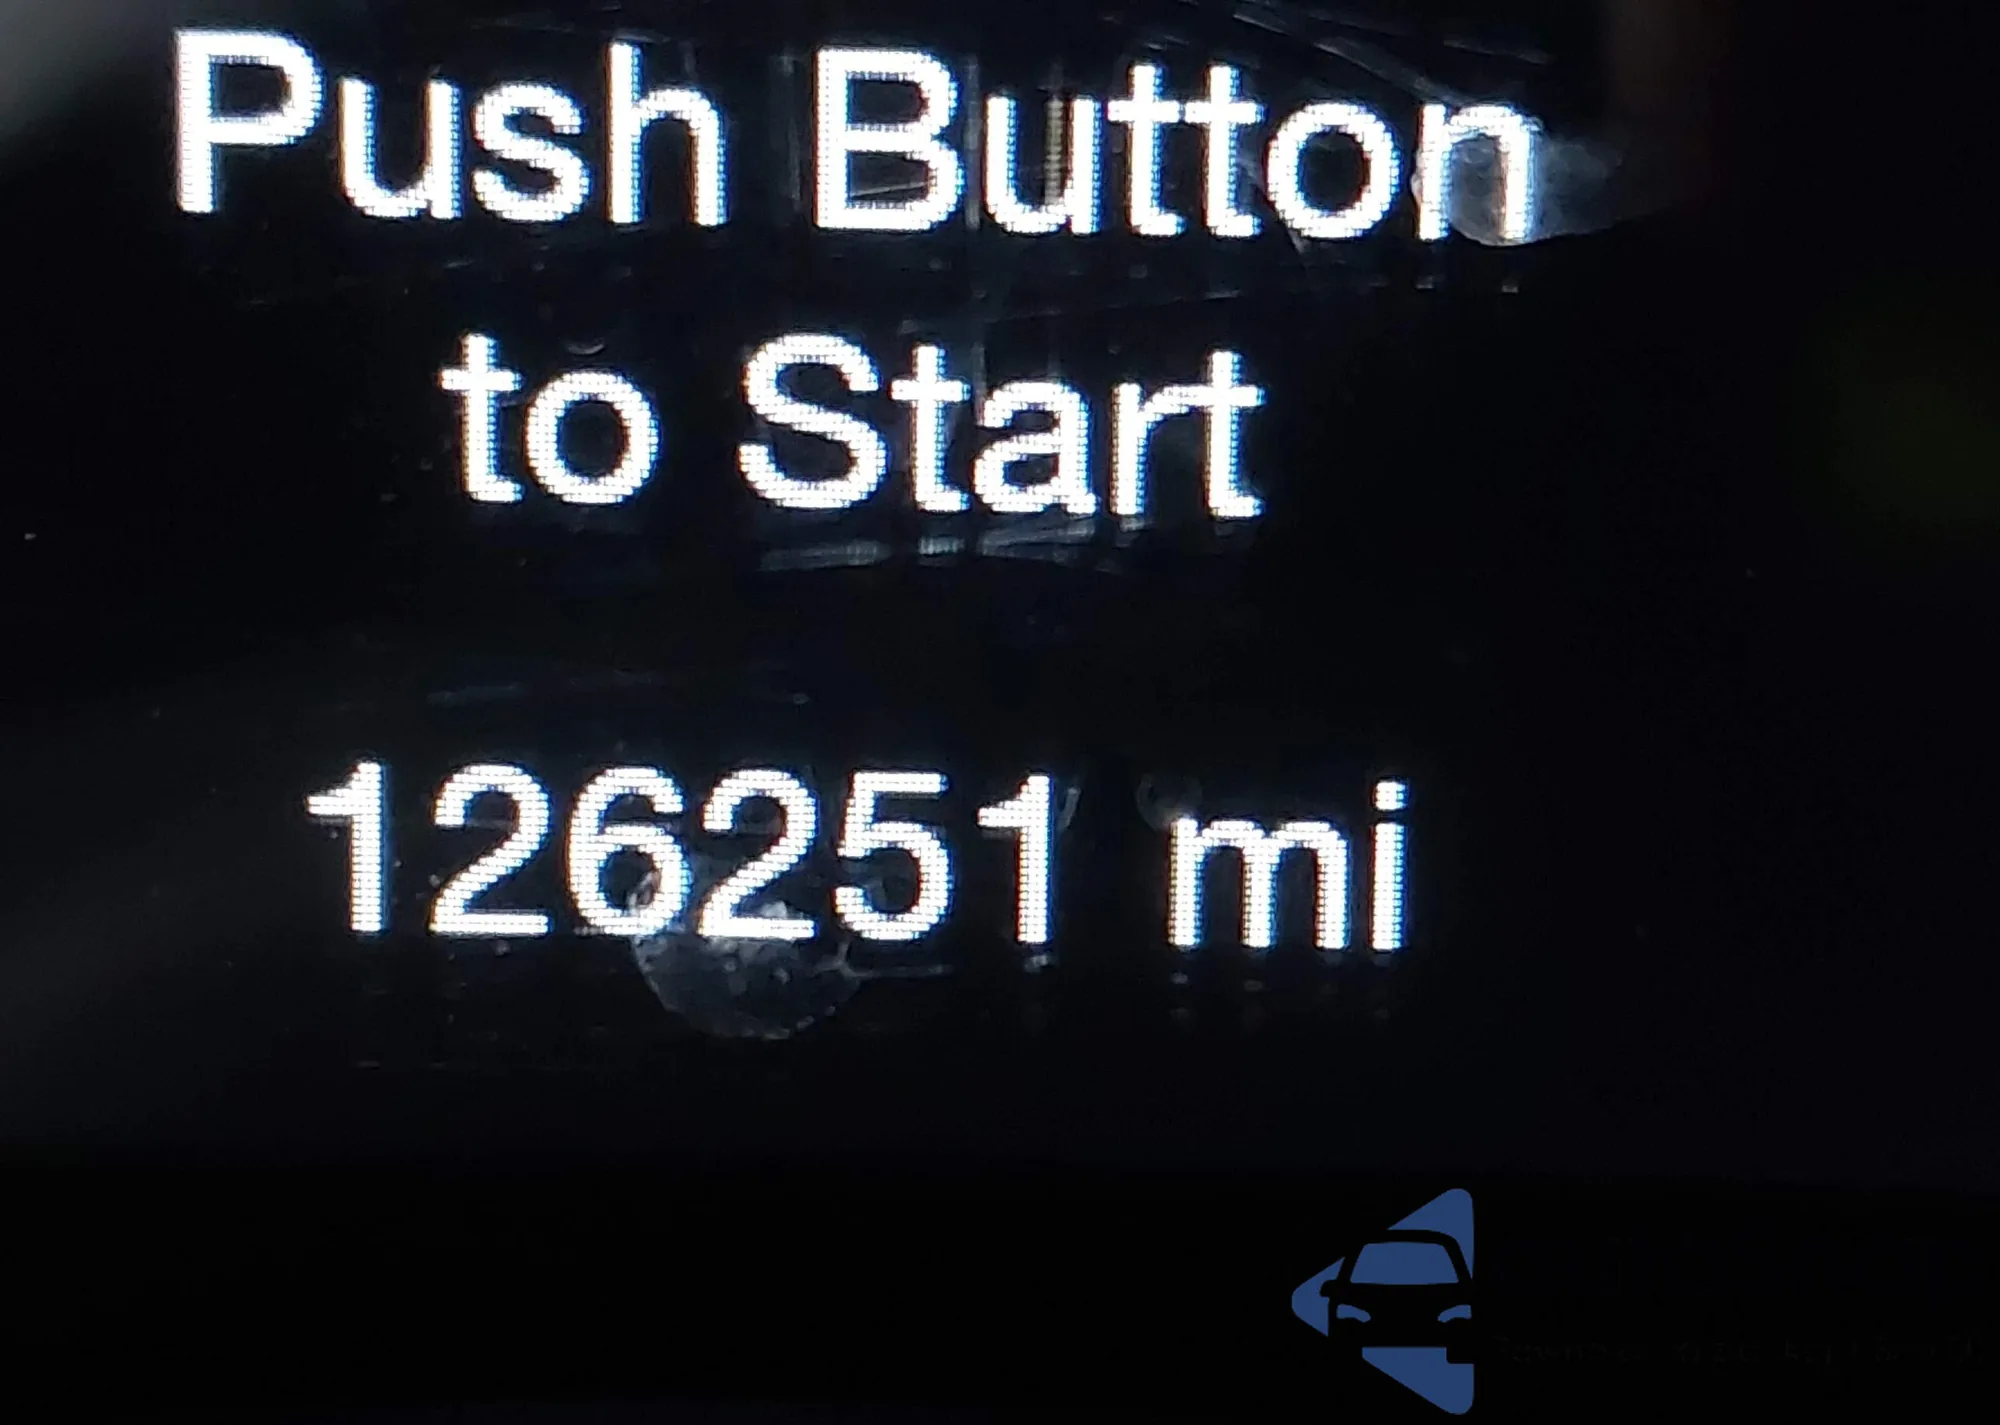 Push Button
to Start
126251 mi